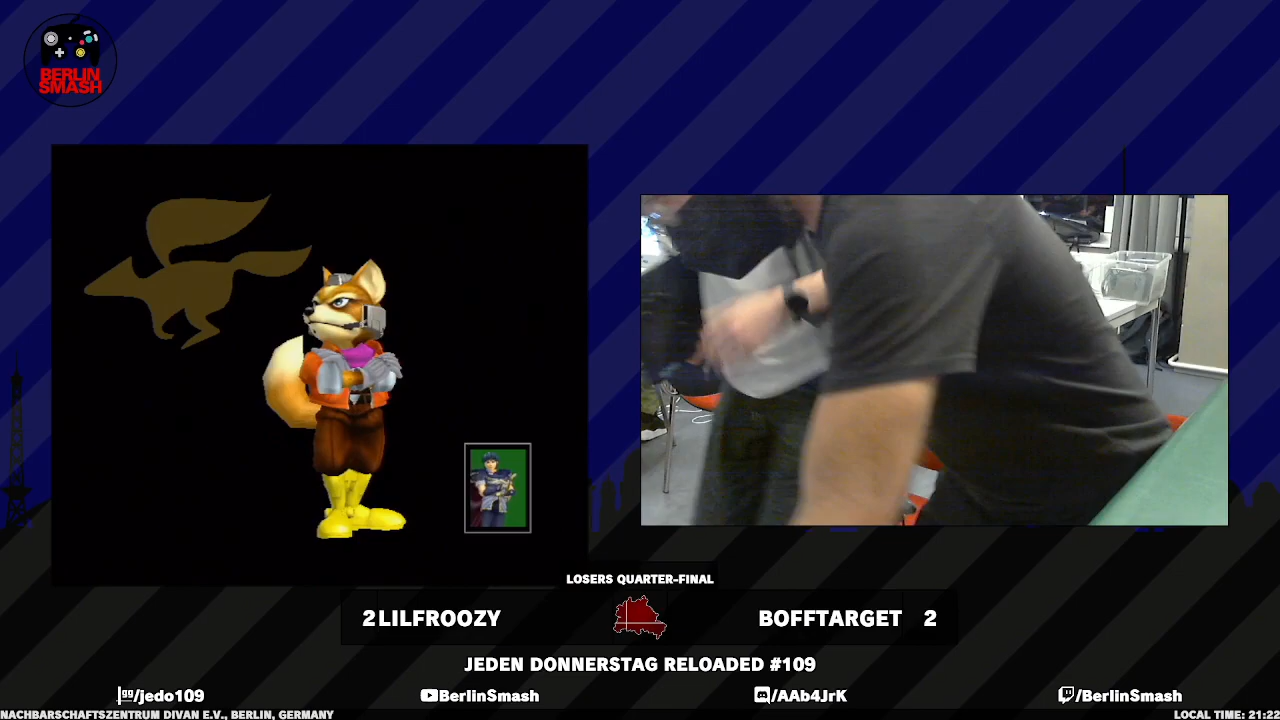 BERLIN
SMASH
LOSERS QUARTER-FINAL
2 LILFROOZY
BOFFTARGET 2
JEDEN DONNERSTAG RELOADED #109
gg/jedo109
BerlinSmash
/AAb4JrK
/BerlinSmash
NACHBARSCHAFTSZENTRUM DIVAN E.V., BERLIN, GERMANY
LOCAL TIME: 21:22